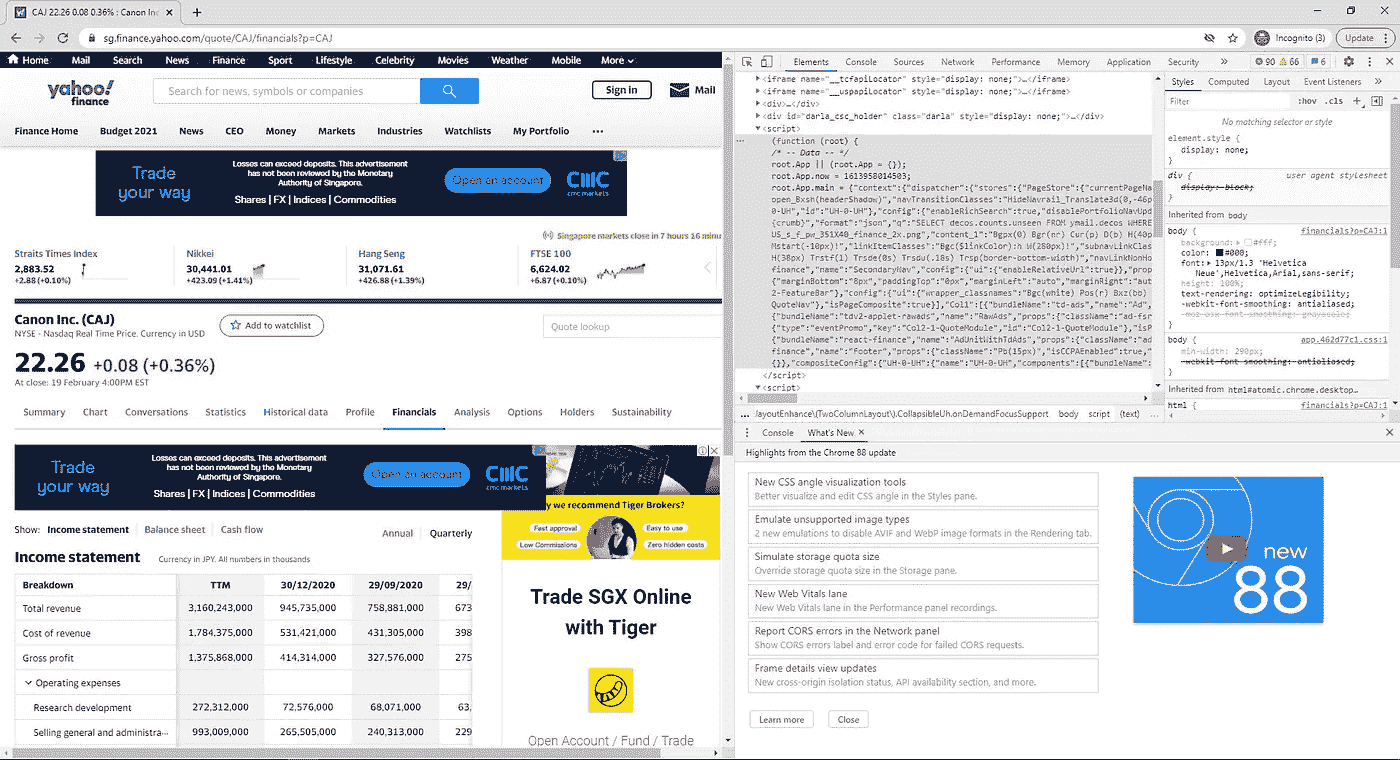 CAJ 22.26 0.08 0.36% : Canon Inc
sg.finance.yahoo.com/quote/CAJ/financials?p=CAJ
Incognito (3)
Update
Home Mail Search News Finance Sport Lifestyle Celebrity Movies Weather Mobile More
yahoo!
finance
Search for news, symbols or companies
Sign in
Mail
Finance Home Budget 2021 News CEO Money Markets Industries Watchlists My Portfolio ...
Trade
your way
Losses can exceed deposits. This advertisement
has not been reviewed by the Monetary
Authority of Singapore.
Shares | FX | Indices | Commodities
Open an account
CMC
cmc markets
Singapore markets close in 7 hours 16 minu
Straits Times Index Nikkei Hang Seng FTSE 100
2,883.52 30,441.01 31,071.61 6,624.02
+2.88 (+0.10%) +423.09 (+1.41%) +426.88 (+1.39%) +6.87 (+0.10%)
Canon Inc. (CAJ)
NYSE - Nasdaq Real Time Price. Currency in USD
Add to watchlist
Quote lookup
22.26 +0.08 (+0.36%)
At close: 19 February 4:00PM EST
Summary Chart Conversations Statistics Historical data Profile Financials Analysis Options Holders Sustainability
Trade
your way
Losses can exceed deposits. This advertisement
has not been reviewed by the Monetary
Authority of Singapore.
Shares | FX | Indices | Commodities
Open an account
CMC
cmc markets
y we recommend Tiger Brokers?
Fast approval Easy to use
Low Commissions Zero hidden costs
Show: Income statement Balance sheet Cash flow
Annual Quarterly
Income statement Currency in JPY. All numbers in thousands
Breakdown TTM 30/12/2020 29/09/2020 29/
Total revenue 3,160,243,000 945,735,000 758,881,000 673
Cost of revenue 1,784,375,000 531,421,000 431,305,000 398
Gross profit 1,375,868,000 414,314,000 327,576,000 275
Operating expenses
Research development 272,312,000 72,576,000 68,071,000 63,
Selling general and administra... 993,009,000 265,505,000 240,313,000 229
Trade SGX Online
with Tiger
Open Account / Fund / Trade
Elements Console Sources Network Performance Memory Application Security » 90 66 6
<iframe name="__tcfapiLocator" style="display: none;">…</iframe>
<iframe name="__uspapiLocator" style="display: none;">…</iframe>
<div>…</div>
<div id="darla_csc_holder" class="darla" style="display: none;">…</div>
<script>
(function (root) {
/* -- Data -- */
root.App || (root.App = {});
root.App.now = 1613958014503;
root.App.main = {"context":{"dispatcher":{"stores":{"PageStore":{"currentPageNa
open_Bxsh(headerShadow)","navTransitionClasses":"HideNavrail_Translate3d(0,-46p
0-UH","id":"UH-0-UH"},"config":{"enableRichSearch":true,"disablePortfolioNavUpd
{crumb}","format":"json","q":"SELECT decos.counts.unseen FROM ymail.decos WHERE
US_s_f_pw_351X40_finance_2x.png","content_1":"Bgpx(0) Bgr(nr) Cur(p) D(b) H(40p
Mstart(-10px)!","linkItemClasses":"Bgc($linkColor):h W(280px)!","subnavLinkClas
H(38px) Trstf(l) Trsde(0s) Trsdu(.18s) Trsp(border-bottom-width)","navLinkNonHo
finance","name":"SecondaryNav","config":{"ui":{"enableRelativeUrl":true}},"prop
{"marginBottom":"8px","paddingTop":"0px","marginLeft":"auto","marginRight":"aut
2-FeatureBar"},"config":{"ui":{"wrapper_classnames":"Bgc(white) Pos(r) Bxz(bb)
QuoteNav"},"isPageComposite":true}],"Col1":[{"bundleName":"td-ads","name":"Ad",
{"bundleName":"tdv2-applet-rawads","name":"RawAds","props":{"className":"ad-fsr
{"type":"eventPromo","key":"Col2-1-QuoteModule","id":"Col2-1-QuoteModule"},"isP
{"bundleName":"react-finance","name":"AdUnitWithTdAds","props":{"className":"ad
finance","name":"Footer","props":{"className":"Pb(15px)","isCCPAEnabled":true,"
{}},"compositeConfig":{"UH-0-UH":{"name":"UH-0-UH","components":[{"bundleName":
</script>
<script>
... .layoutEnhance\(TwoColumnLayout\).CollapsibleUh.onDemandFocusSupport body script (text) ...
Styles Computed Layout Event Listeners »
Filter :hov .cls +
No matching selector or style
element.style {
display: none;
}
div { user agent stylesheet
display: block;
}
Inherited from body
body { financials?p=CAJ:1
background: #fff;
color: #000;
font: 13px/1.3 'Helvetica
Neue',Helvetica,Arial,sans-serif;
height: 100%;
text-rendering: optimizeLegibility;
-webkit-font-smoothing: antialiased;
-moz-osx-font-smoothing: grayscale;
}
body { app.462d77c1.css:1
min-width: 290px;
-webkit-font-smoothing: antialiased;
}
Inherited from html#atomic.chrome.desktop…
html { financials?p=CAJ:1
Console What's New
Highlights from the Chrome 88 update
New CSS angle visualization tools
Better visualize and edit CSS angle in the Styles pane.
Emulate unsupported image types
2 new emulations to disable AVIF and WebP image formats in the Rendering tab.
Simulate storage quota size
Override storage quota size in the Storage pane.
New Web Vitals lane
New Web Vitals lane in the Performance panel recordings.
Report CORS errors in the Network panel
Show CORS errors label and error code for failed CORS requests.
Frame details view updates
New cross-origin isolation status, API availability section, and more.
Learn more Close
new
88